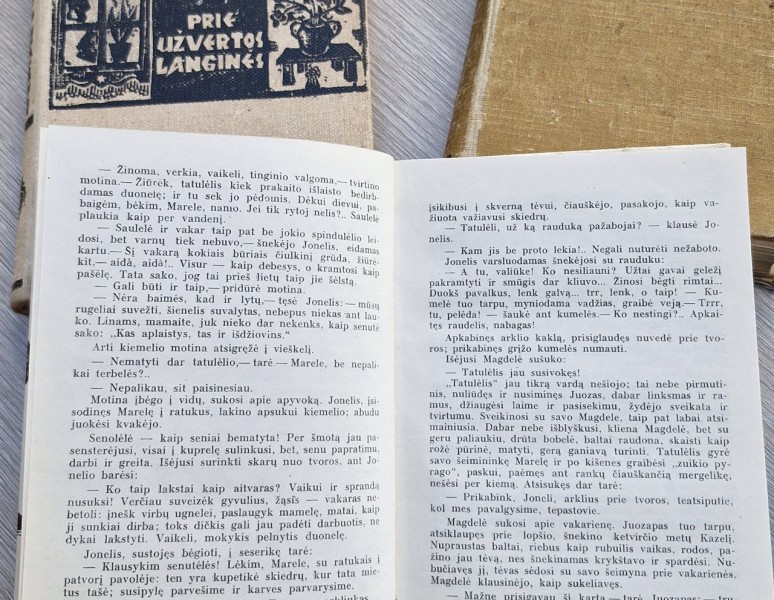 PRIE
UŽVERTOS
LANGINĖS
— Žinoma, verkia, vaikeli, tinginio valgoma,— tvirtino
motina.— Žiūrėk, tatulėlis kiek prakaito išlaisto bedirb-
damas duonelę; ir tu sek jo pėdomis. Dėkui dievui, pa-
baigėm, bėkim, Marele, namo. Jei tik rytoj nelis?.. Saulelė
plaukia kaip per vandenį.
— Saulelė ir vakar taip pat be jokio spindulėlio lei-
dosi, bet varnų tiek nebuvo,— šnekėjo Jonelis, eidamas
kartu.— Šį vakarą kokiais būriais čiulkinį grūda, žiūrė-
kit,— aidà, aidà!.. Visur — kaip debesys, o kramtosi kaip
pašėlę. Tata sako, jog tai prieš lietų taip jie šėlsta.
— Gali būti ir taip,— pridūrė motina.
— Nėra baimės, kad ir lytų,— tęsė Jonelis:— mūsų
rugeliai suvežti, šienelis suvalytas, nebepus niekas ant lau-
ko. Linams, mamaite, juk nieko dar nekenks, kaip senutė
sako: „Kas aplaistys, tas ir išdžiovins.“
Arti kiemelio motina atsigręžė į vieškelį.
— Nematyti dar tatulėlio,— tarė.— Marele, be nepali-
kai terbelės?..
— Nepalikau, sit paisinesiau.
Motina įbėgo į vidų, sukosi apie apyvoką. Jonelis, įsi-
sodinęs Marelę į ratukus, lakino apsukui kiemelio; abudu
juokėsi kvakėjo.
Senolėlė — kaip seniai bematyta! Per šmotą jau pa-
sensterėjusi, visai į kuprelę sulinkusi, bet, senu papratimu,
darbi ir greita. Išėjusi surinkti skarų nuo tvoros, ant Jo-
nelio barėsi:
— Ko taip lakstai kaip aitvaras? Vaikui ir sprandą
nusuksi! Verčiau suveizėk gyvulius, žąsis — vakaras ne-
betoli: įnešk virbų ugnelei, paslaugyk mamelę, matai, kaip
ji sunkiai dirba; toks dičkis gali jau padėti darbuotis, ne
dykai lakstyti. Vaikeli, mokykis pelnytis duonelę.
Jonelis, sustojęs bėgioti, į seserikę tarė:
— Klausykim senutėlės! Lėkim, Marele, su ratukais į
patvorį pavolėje: ten yra kupetikė skiedrų, kur tata mie-
tus tašė; susipylę parvešime ir karves parvarysime.
įsikibusi į skverną tėvui, čiauškėjo, pasakojo, kaip va-
žiuota važiavusi skiedrų.
— Tatulėli, už ką rauduką pažabojai? — klausė Jo-
nelis.
— Kam jis be proto lekia!.. Negali nuturėti nežaboto.
Jonelis varsluodamas šnekėjosi su rauduku:
— A tu, valiūke! Ko nesiliauni? Užtai gavai geležį
pakramtyti ir smūgis dar kliuvo... Žinosi bėgti rimtai...
Duokš pavalkus, lenk galvą... trr, lenk, o taip! — Ku-
melė tuo tarpu, myniodama vadžias, graibė veją.— Trrr,
tu, pelėda! — šaukė ant kumelės.— Ko nestingi?.. Apkai-
tęs raudelis, nabagas!
Apkabinęs arklio kaklą, prisiglaudęs nuvedė prie tvo-
ros; prikabinęs grįžo kumelės numauti.
Išėjusi Magdelė sušuko:
— Tatulėlis jau susivokęs!
„Tatulėlis“ jau tikrą vardą nešiojo; tai nebe pirmuti-
nis, nuliūdęs ir nusiminęs Juozas, dabar linksmas ir ra-
mus, džiaugėsi laime ir pasisekimu, žydėjo sveikata ir
tvirtumu. Sveikinosi su savo Magdele, taip pat labai atsi-
mainiusia. Dabar nebe išblyškusi, kliena Magdelė, bet su
geru paliaukiu, drūta bobelė, baltai raudona, skaisti kaip
rožė pūrinė, matyti, gerą ganiavą turinti. Tatulėlis gyrė
savo šeimininkę Marelę ir po kišenes graibėsi „zuikio py-
rago“, paskui, paėmęs ant rankų čiauškančią mergelikę,
nešėsi per kiemą. Atsisukęs dar tarė:
— Prikabink, Joneli, arklius prie tvoros, teatsiputie,
kol mes pavalgysime, tepastovie.
Magdelė sukosi apie vakarienę. Juozapas tuo tarpu,
atsiklaupęs prie lopšio, šnekino ketvirčio metų Kazelį.
Nupraustas baltai, riebus kaip rubuilis vaikas, rodos, pa-
žino jau tėvą, nes šnekinamas krykštavo ir spardėsi. Nu-
bučiavęs jį, tėvas sėdosi su savo šeimyna prie vakarienės.
Magdelė klausinėjo, kaip sukeliavęs.